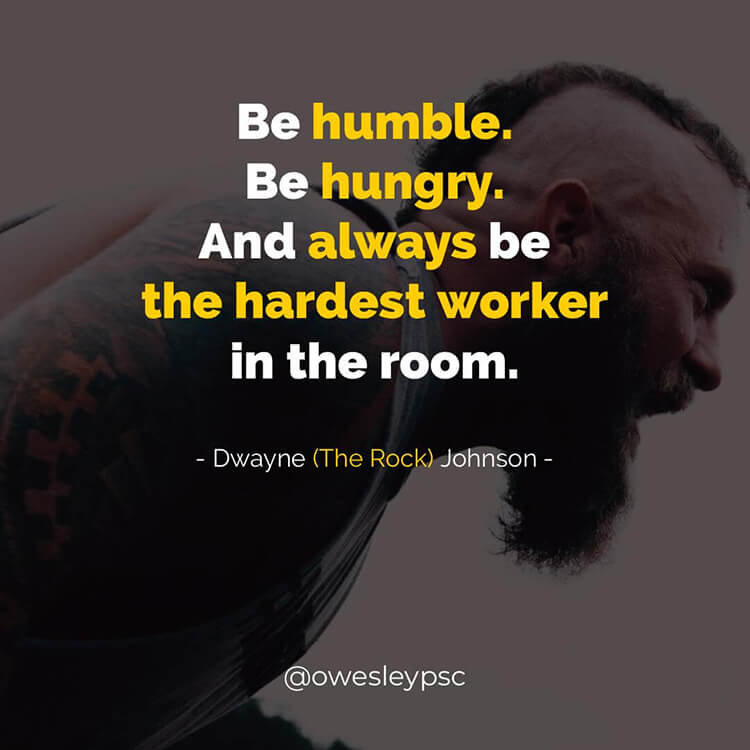 Be humble.
Be hungry.
And always be
the hardest worker
in the room.
- Dwayne (The Rock) Johnson -
@owesleypsc